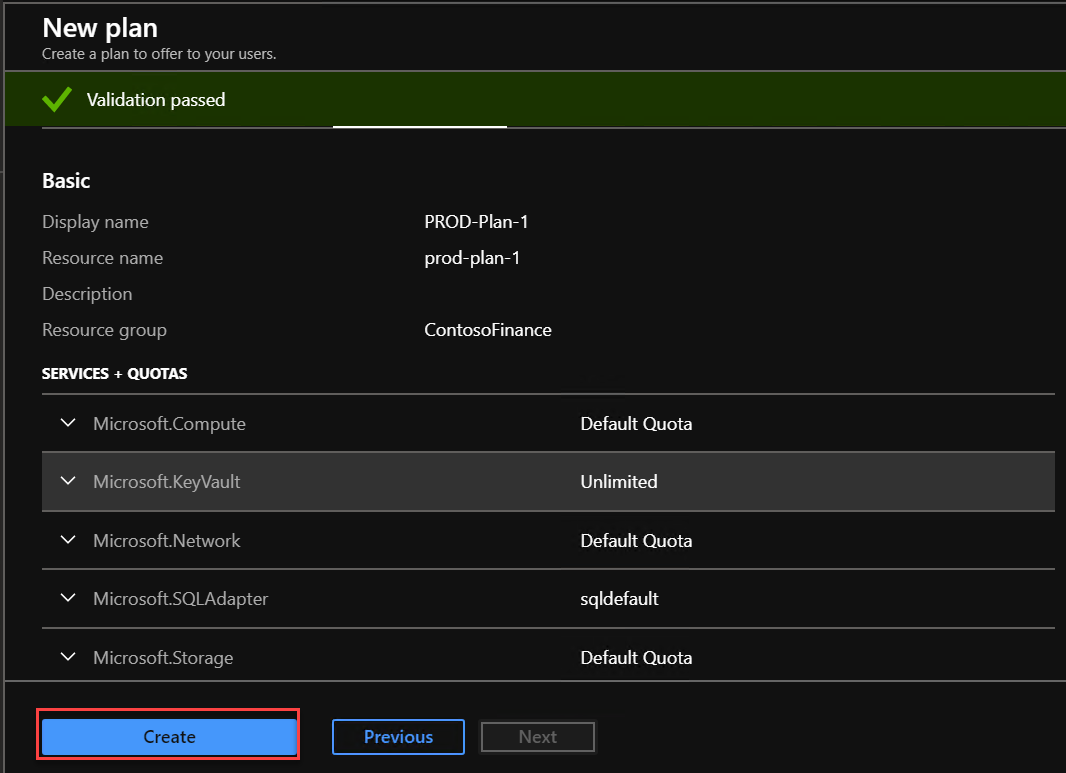 New plan
Create a plan to offer to your users.
Validation passed
Basic
Display name PROD-Plan-1
Resource name prod-plan-1
Description
Resource group ContosoFinance
SERVICES + QUOTAS
Microsoft.Compute Default Quota
Microsoft.KeyVault Unlimited
Microsoft.Network Default Quota
Microsoft.SQLAdapter sqldefault
Microsoft.Storage Default Quota
Create Previous Next